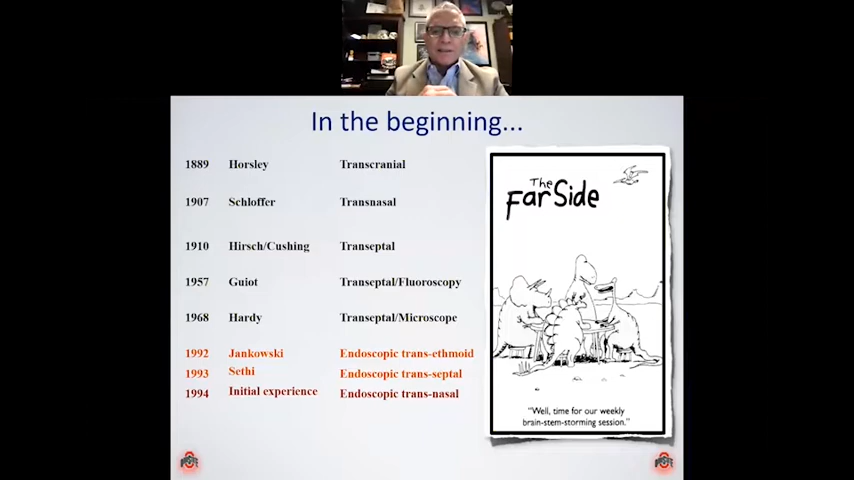 In the beginning...
1889 Horsley Transcranial
1907 Schloffer Transnasal
1910 Hirsch/Cushing Transeptal
1957 Guiot Transeptal/Fluoroscopy
1968 Hardy Transeptal/Microscope
1992 Jankowski Endoscopic trans-ethmoid
1993 Sethi Endoscopic trans-septal
1994 Initial experience Endoscopic trans-nasal
The
Far Side
"Well, time for our weekly
brain-stem-storming session."